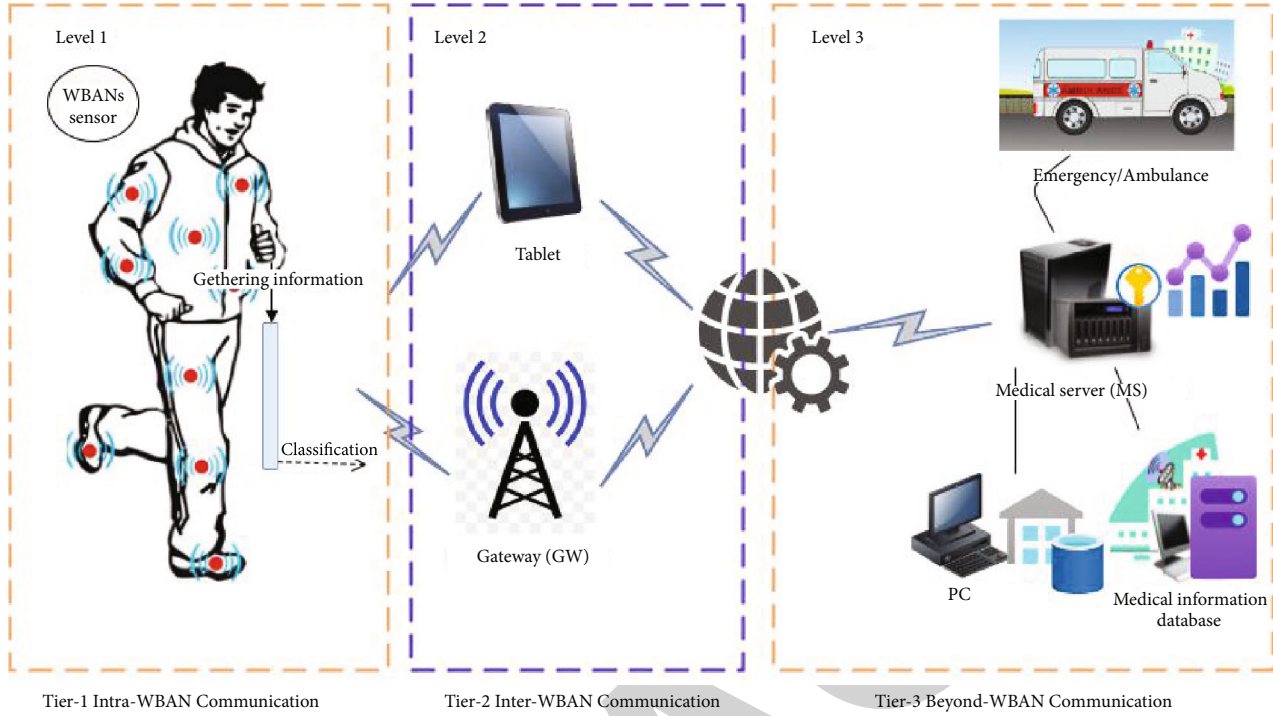 Level 1
WBANs
sensor
Gethering information
Classification
Level 2
Tablet
Gateway (GW)
Level 3
AMBULANCE
Emergency/Ambulance
Medical server (MS)
PC
Medical information
database
Tier-1 Intra-WBAN Communication
Tier-2 Inter-WBAN Communication
Tier-3 Beyond-WBAN Communication